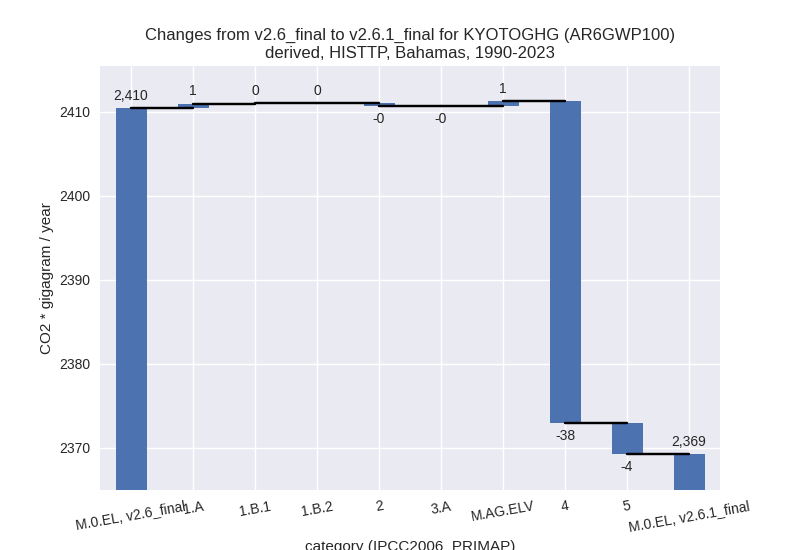 Changes from v2.6_final to v2.6.1_final for KYOTOGHG (AR6GWP100)
derived, HISTTP, Bahamas, 1990-2023
CO2 * gigagram / year
2410
2400
2390
2380
2370
2,410
1
0
0
-0
-0
1
-38
-4
2,369
M.0.EL, v2.6_final
1.A
1.B.1
1.B.2
2
3.A
M.AG.ELV
4
5
M.0.EL, v2.6.1_final
category (IPCC2006_PRIMAP)